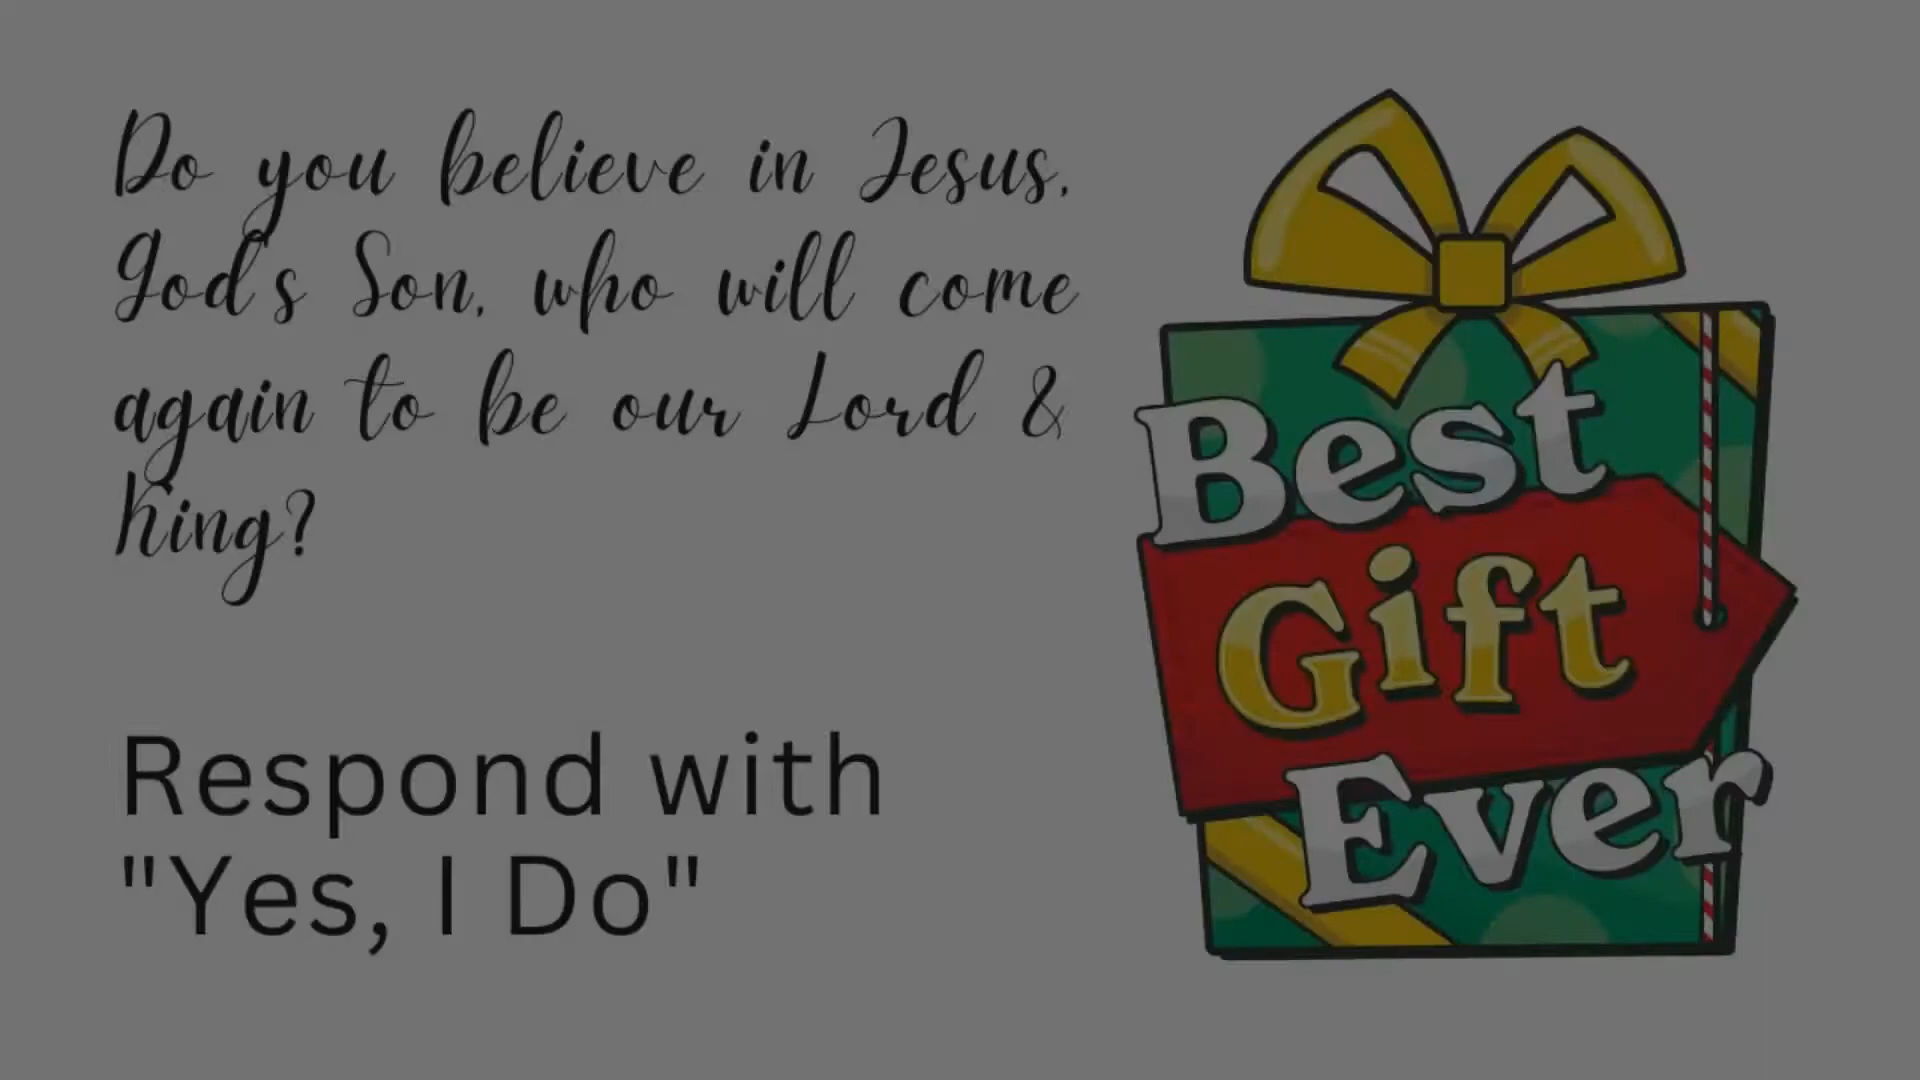 Do you believe in Jesus,
God's Son, who will come
again to be our Lord &
King?
Respond with
"Yes, I Do"
Best
Gift
Ever